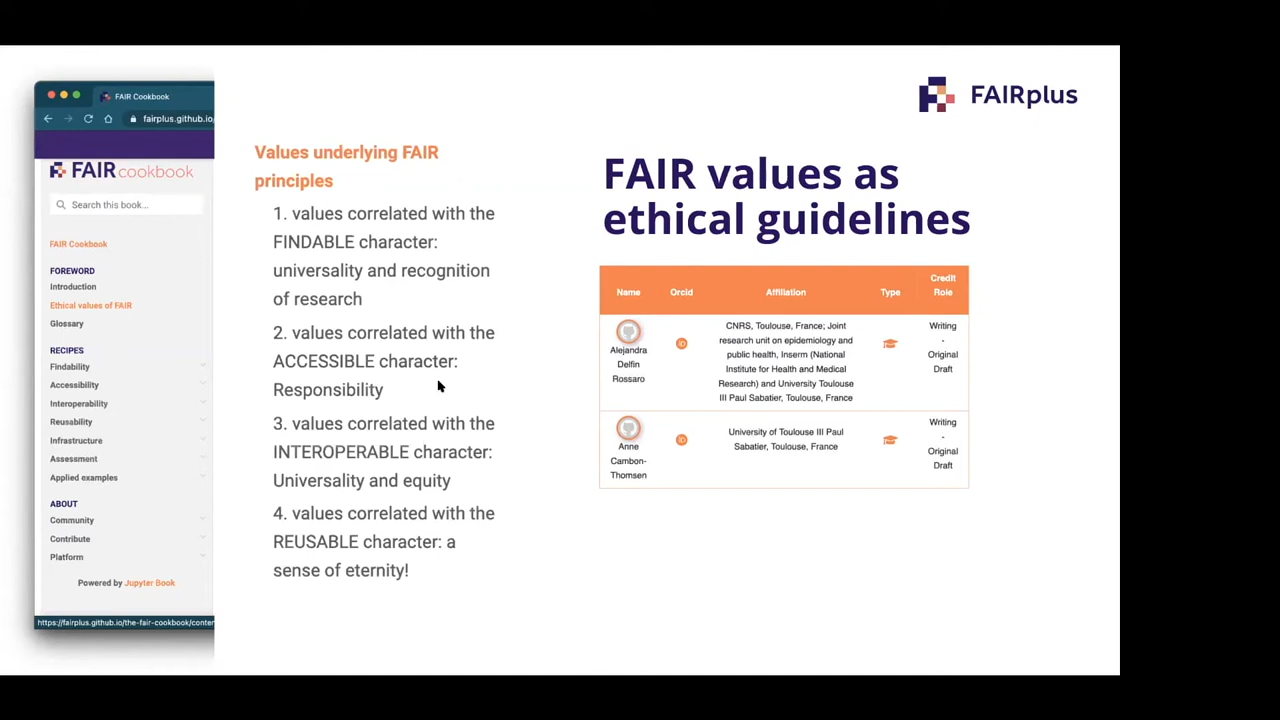 FAIR Cookbook
fairplus.github.io/
FAIRcookbook
Search this book...
FAIR Cookbook
FOREWORD
Introduction
Ethical values of FAIR
Glossary
RECIPES
Findability
Accessibility
Interoperability
Reusability
Infrastructure
Assessment
Applied examples
ABOUT
Community
Contribute
Platform
Powered by Jupyter Book
https://fairplus.github.io/the-fair-cookbook/conten
Values underlying FAIR
principles
1. values correlated with the
FINDABLE character:
universality and recognition
of research
2. values correlated with the
ACCESSIBLE character:
Responsibility
3. values correlated with the
INTEROPERABLE character:
Universality and equity
4. values correlated with the
REUSABLE character: a
sense of eternity!
FAIRplus
FAIR values as
ethical guidelines
Name Orcid Affiliation Type Credit
Role
Alejandra
Delfin
Rossaro
iD
CNRS, Toulouse, France; Joint
research unit on epidemiology and
public health, Inserm (National
Institute for Health and Medical
Research) and University Toulouse
III Paul Sabatier, Toulouse, France
Writing
-
Original
Draft
Anne
Cambon-
Thomsen
iD
University of Toulouse III Paul
Sabatier, Toulouse, France
Writing
-
Original
Draft